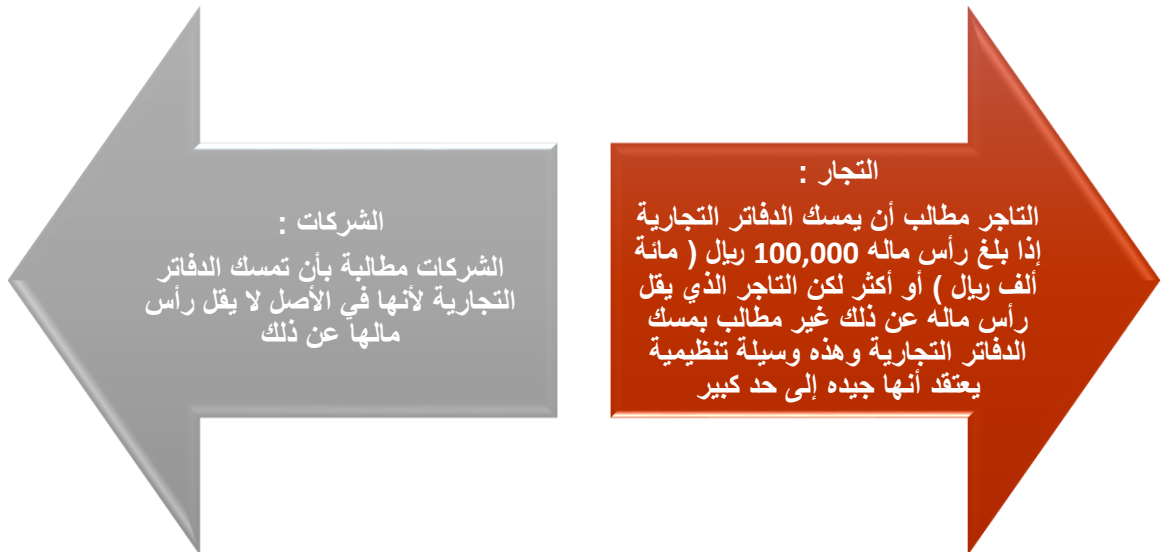 التجار :
التاجر مطالب أن يمسك الدفاتر التجارية
إذا بلغ رأس ماله 100,000 ريال ( مائة
ألف ريال ) أو أكثر لكن التاجر الذي يقل
رأس ماله عن ذلك غير مطالب بمسك
الدفاتر التجارية وهذه وسيلة تنظيمية
يعتقد أنها جيده إلى حد كبير
الشركات :
الشركات مطالبة بأن تمسك الدفاتر
التجارية لأنها في الأصل لا يقل رأس
مالها عن ذلك